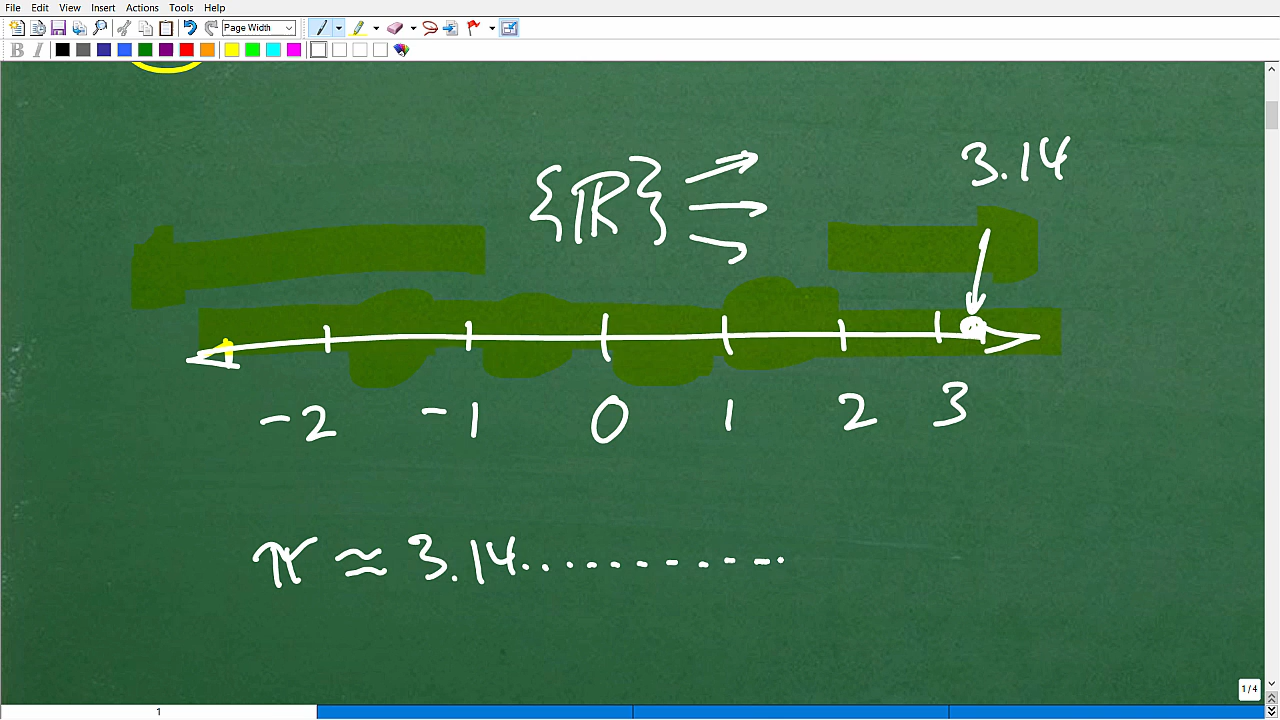 File Edit View Insert Actions Tools Help
Page Width
B I
{ℝ}
3.14
-2 -1 0 1 2 3
π ≈ 3.14...........
1/4
1